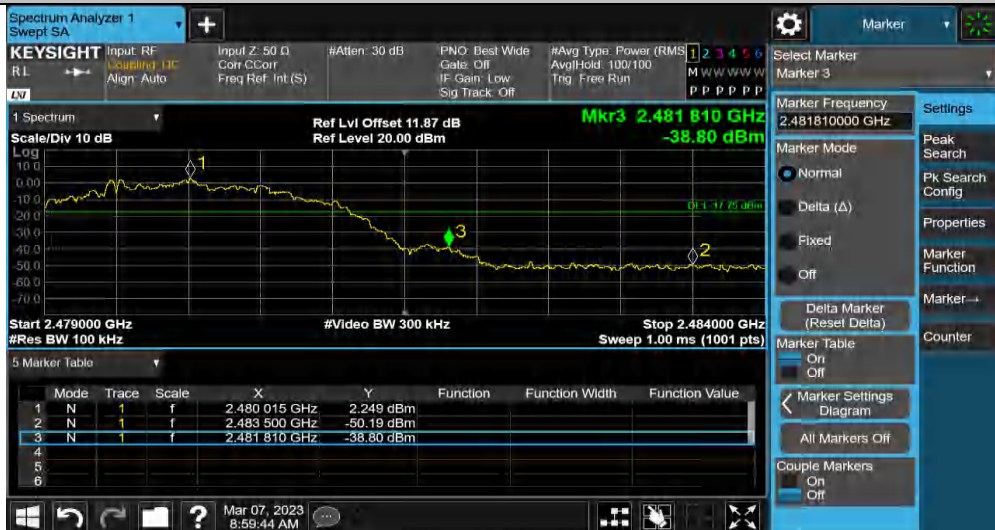 Spectrum Analyzer 1
Swept SA
+
Marker
KEYSIGHT
RL
LXI
Input: RF
Coupling: DC
Align: Auto
Input Z: 50 Ω
Corr CCorr
Freq Ref: Int (S)
#Atten: 30 dB
PNO: Best Wide
Gate: Off
IF Gain: Low
Sig Track: Off
#Avg Type: Power (RMS
Avg|Hold: 100/100
Trig: Free Run
1 2 3 4 5 6
M W W W W W
P P P P P P
Select Marker
Marker 3
1 Spectrum
Scale/Div 10 dB
Ref Lvl Offset 11.87 dB
Ref Level 20.00 dBm
Mkr3 2.481 810 GHz
-38.80 dBm
Log
10.0
0.00
-10.0
-20.0
-30.0
-40.0
-50.0
-60.0
-70.0
1
DL1 -17.75 dBm
3
2
Start 2.479000 GHz
#Res BW 100 kHz
#Video BW 300 kHz
Stop 2.484000 GHz
Sweep 1.00 ms (1001 pts)
5 Marker Table
Mode Trace Scale X Y Function Function Width Function Value
1 N 1 f 2.480 015 GHz 2.249 dBm
2 N 1 f 2.483 500 GHz -50.19 dBm
3 N 1 f 2.481 810 GHz -38.80 dBm
4
5
6
Marker Frequency
2.481810000 GHz
Marker Mode
Normal
Delta (Δ)
Fixed
Off
Delta Marker
(Reset Delta)
Marker Table
On
Off
Marker Settings
Diagram
All Markers Off
Couple Markers
On
Off
Settings
Peak
Search
Pk Search
Config
Properties
Marker
Function
Marker→
Counter
?
Mar 07, 2023
8:59:44 AM